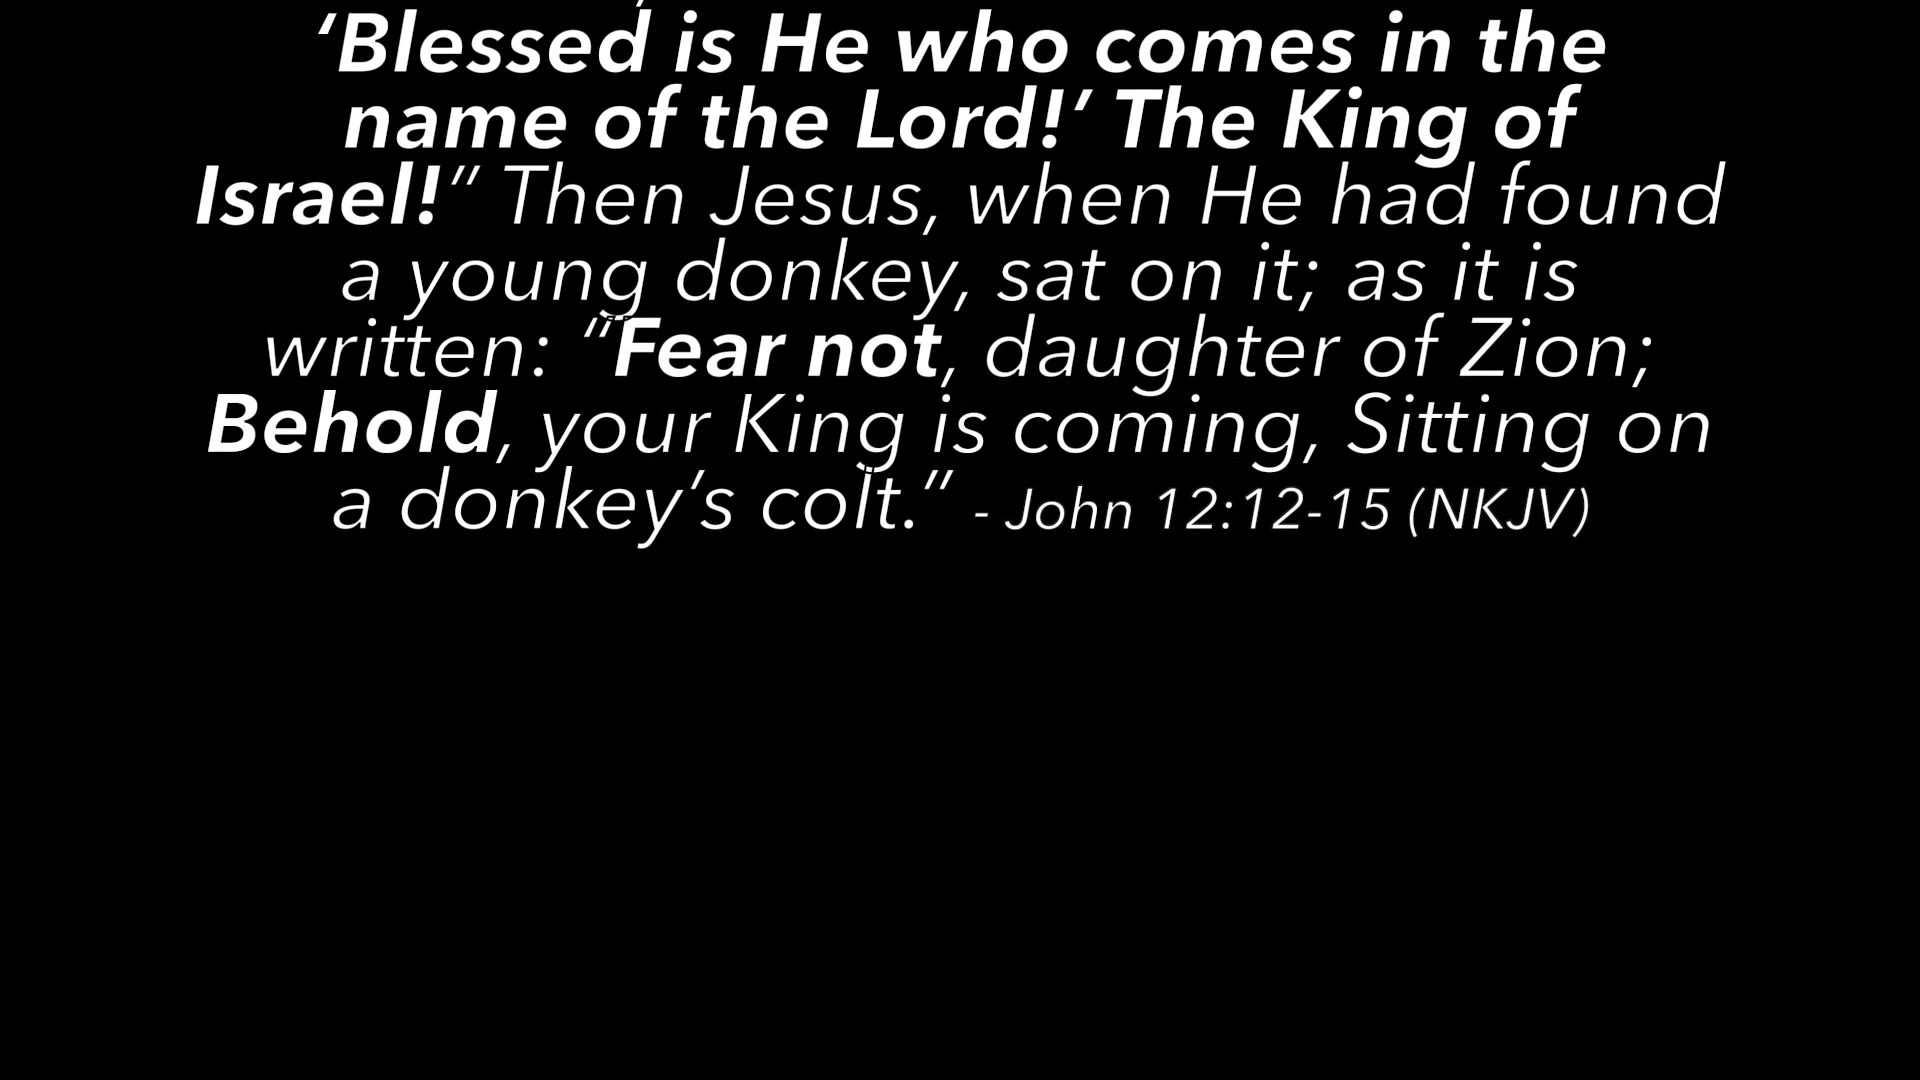 ‘Blessed is He who comes in the
name of the Lord!’ The King of
Israel!” Then Jesus, when He had found
a young donkey, sat on it; as it is
written: “Fear not, daughter of Zion;
Behold, your King is coming, Sitting on
a donkey’s colt.” - John 12:12-15 (NKJV)